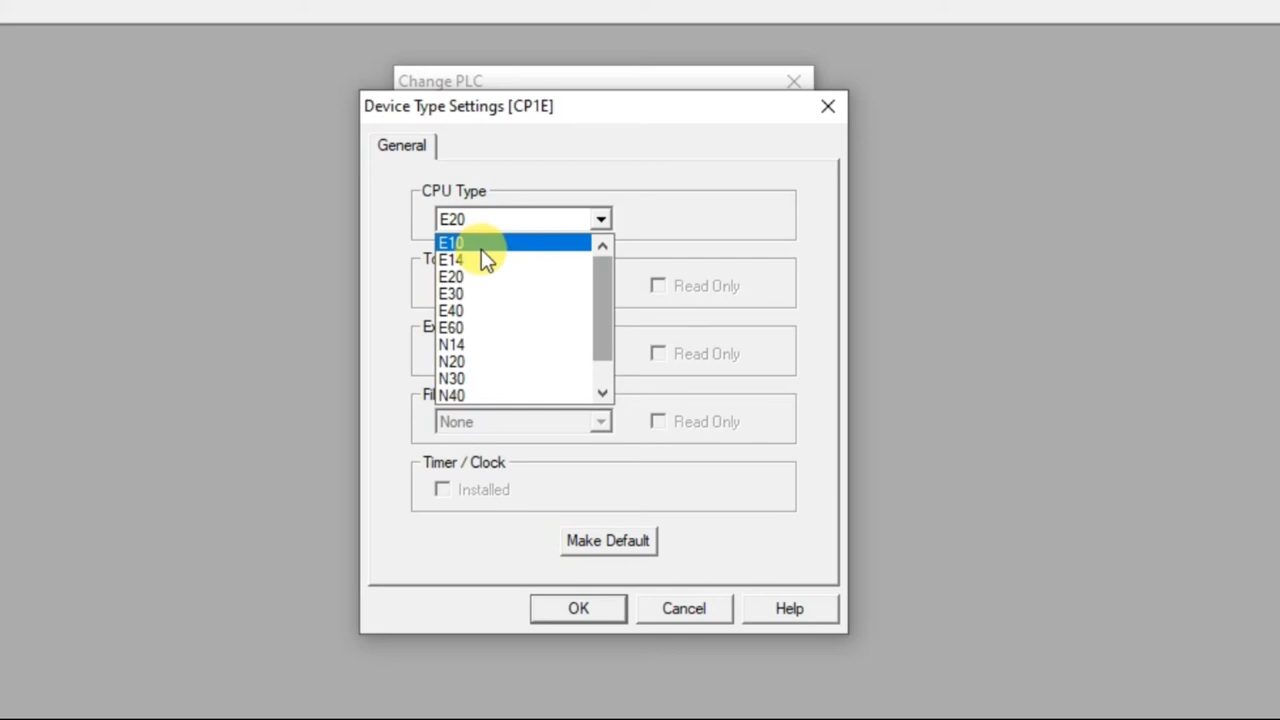 Change PLC
Device Type Settings [CP1E]
General
CPU Type
E20
E10
E14
E20
E30
E40
E60
N14
N20
N30
N40
Read Only
Read Only
None
Read Only
Timer / Clock
Installed
Make Default
OK
Cancel
Help